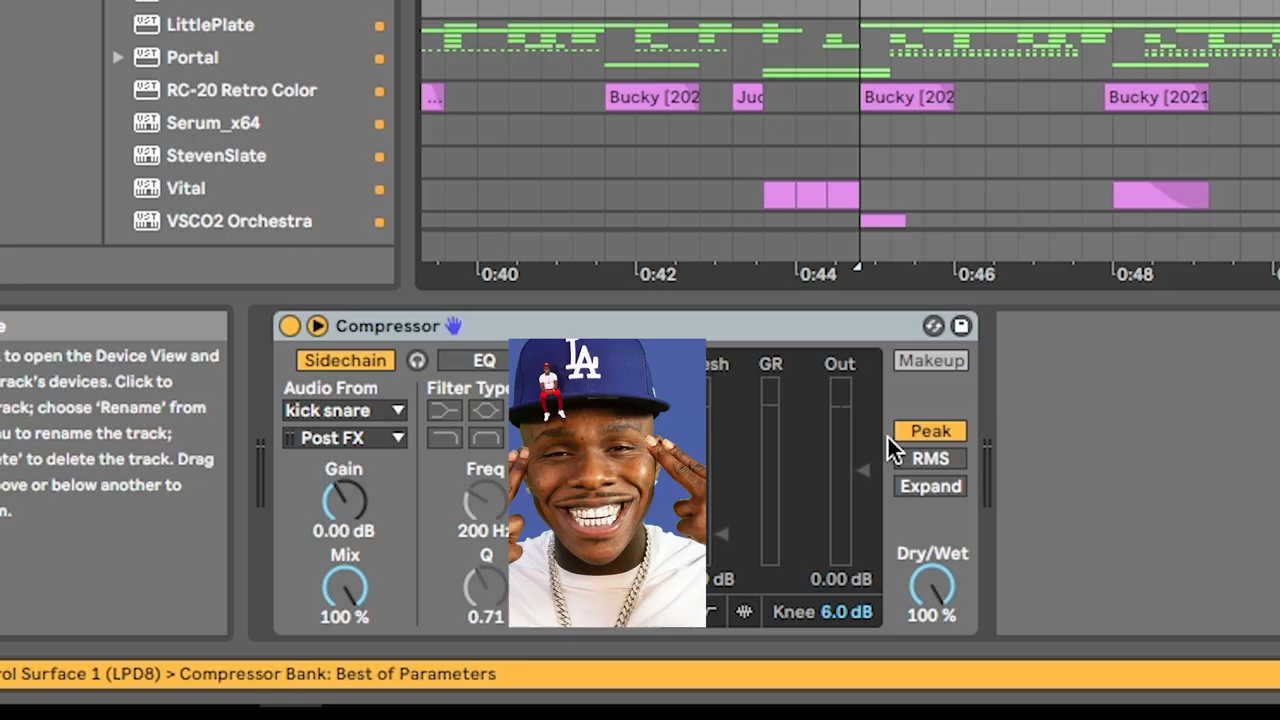 LittlePlate
Portal
RC-20 Retro Color
Serum_x64
StevenSlate
Vital
VSCO2 Orchestra
...
Bucky [202
Juc
Bucky [202
Bucky [2021
0:40
0:42
0:44
0:46
0:48
e
to open the Device View and
rack's devices. Click to
rack; choose 'Rename' from
nu to rename the track;
ete' to delete the track. Drag
bove or below another to
n.
Compressor
Sidechain
EQ
Audio From
Filter Type
kick snare
Post FX
Gain
Freq
0.00 dB
200 Hz
Mix
Q
100 %
0.71
LA
esh
GR
Out
dB
0.00 dB
Knee 6.0 dB
Makeup
Peak
RMS
Expand
Dry/Wet
100 %
rol Surface 1 (LPD8) > Compressor Bank: Best of Parameters